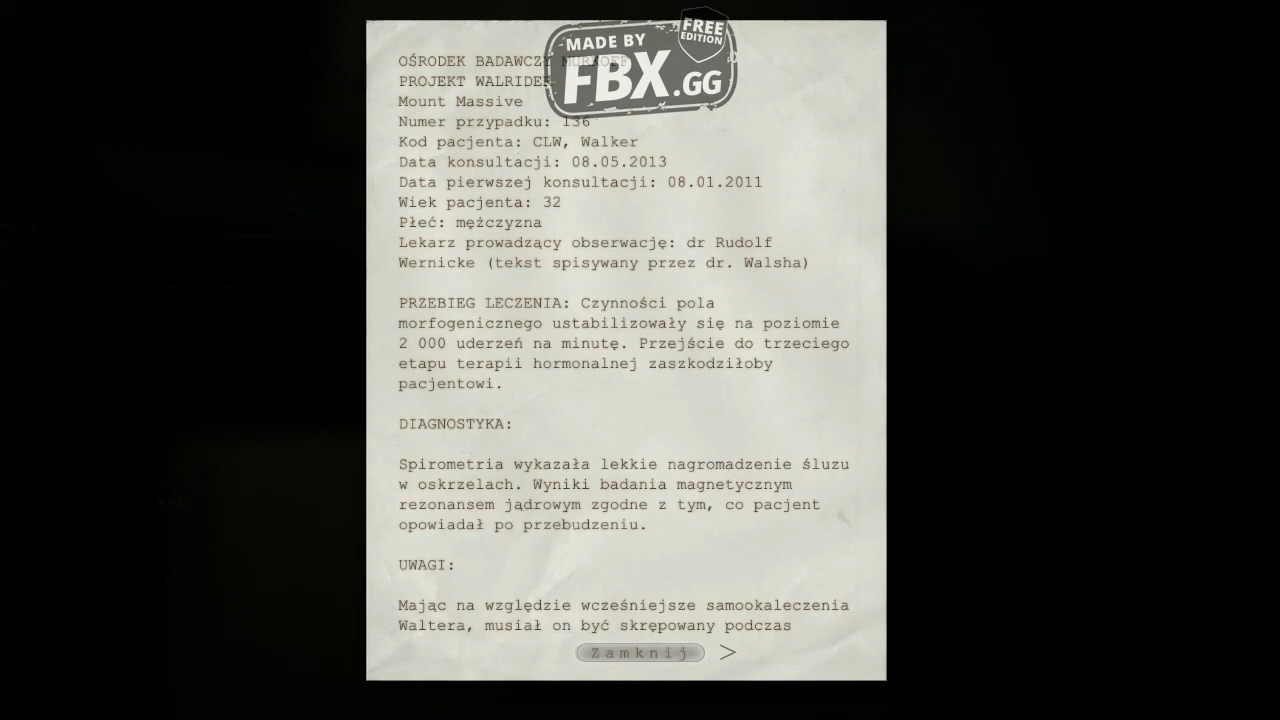 MADE BY
FBX.GG
FREE
EDITION
OŚRODEK BADAWCZY MURKOFF
PROJEKT WALRIDER
Mount Massive
Numer przypadku: 136
Kod pacjenta: CLW, Walker
Data konsultacji: 08.05.2013
Data pierwszej konsultacji: 08.01.2011
Wiek pacjenta: 32
Płeć: mężczyzna
Lekarz prowadzący obserwację: dr Rudolf
Wernicke (tekst spisywany przez dr. Walsha)
PRZEBIEG LECZENIA: Czynności pola
morfogenicznego ustabilizowały się na poziomie
2 000 uderzeń na minutę. Przejście do trzeciego
etapu terapii hormonalnej zaszkodziłoby
pacjentowi.
DIAGNOSTYKA:
Spirometria wykazała lekkie nagromadzenie śluzu
w oskrzelach. Wyniki badania magnetycznym
rezonansem jądrowym zgodne z tym, co pacjent
opowiadał po przebudzeniu.
UWAGI:
Mając na względzie wcześniejsze samookaleczenia
Waltera, musiał on być skrępowany podczas
Zamknij >